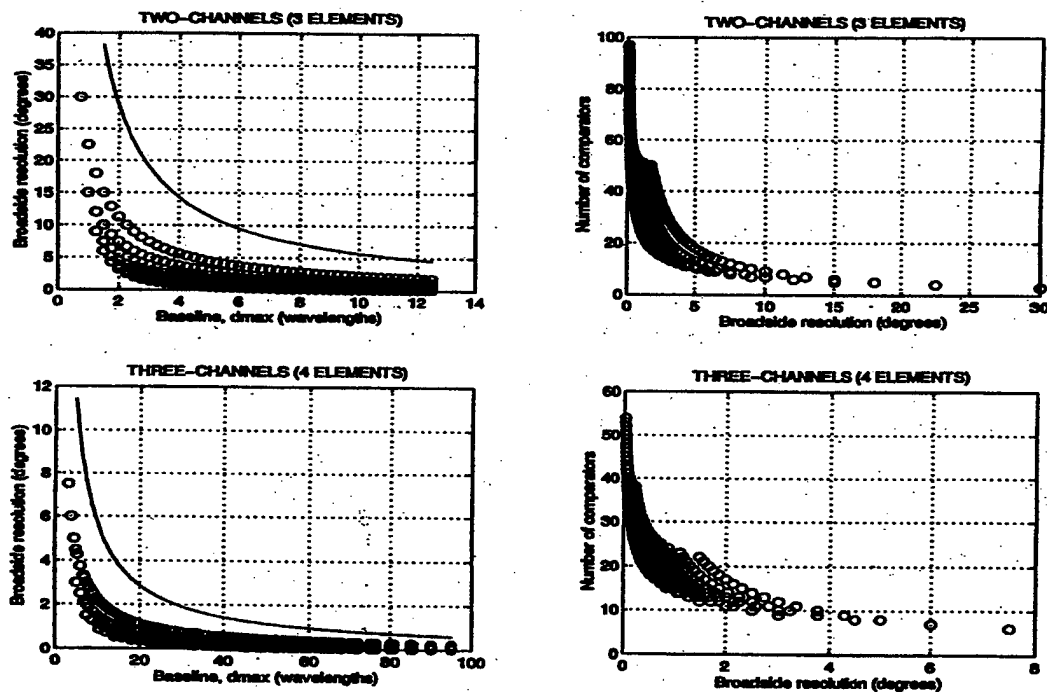 TWO-CHANNELS (3 ELEMENTS)
Broadside resolution (degrees)
40
35
30
25
20
15
10
5
0
0 2 4 6 8 10 12 14
Baseline, dmax (wavelengths)
TWO-CHANNELS (3 ELEMENTS)
Number of comparators
100
80
60
40
20
0
0 5 10 15 20 25 30
Broadside resolution (degrees)
THREE-CHANNELS (4 ELEMENTS)
Broadside resolution (degrees)
12
10
8
6
4
2
0
0 20 40 60 80 100
Baseline, dmax (wavelengths)
THREE-CHANNELS (4 ELEMENTS)
Number of comparators
60
50
40
30
20
10
0
0 2 4 6 8
Broadside resolution (degrees)